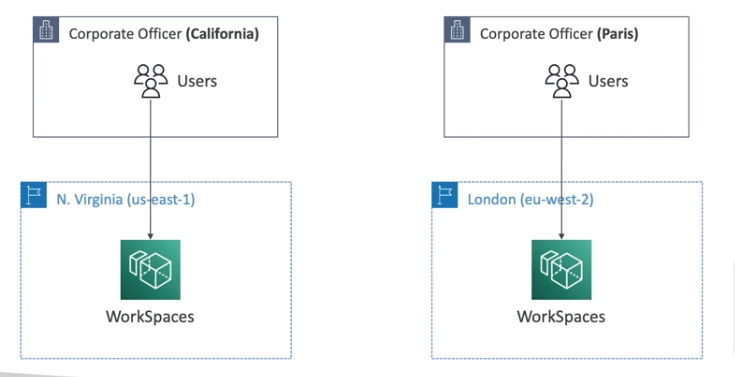 Corporate Officer (California)
Users
N. Virginia (us-east-1)
WorkSpaces
Corporate Officer (Paris)
Users
London (eu-west-2)
WorkSpaces